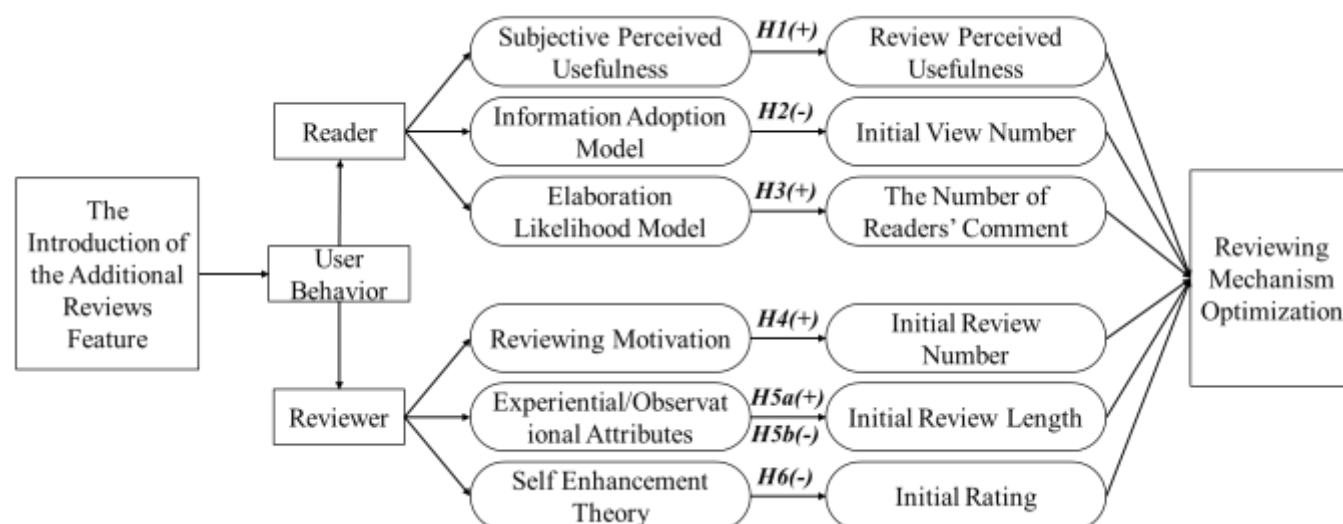 The
Introduction of
the Additional
Reviews
Feature
User
Behavior
Reader
Reviewer
Subjective Perceived
Usefulness
Information Adoption
Model
Elaboration
Likelihood Model
Reviewing Motivation
Experiential/Observat
ional Attributes
Self Enhancement
Theory
H1(+)
H2(-)
H3(+)
H4(+)
H5a(+)
H5b(-)
H6(-)
Review Perceived
Usefulness
Initial View Number
The Number of
Readers’ Comment
Initial Review
Number
Initial Review Length
Initial Rating
Reviewing
Mechanism
Optimization